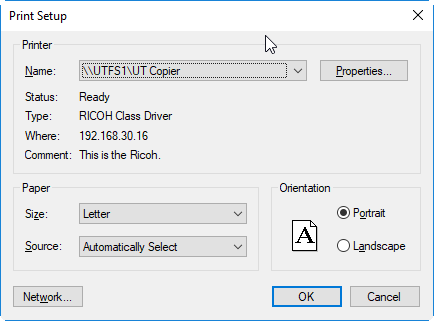 Print Setup
Printer
Name: \\UTFS1\UT Copier Properties...
Status: Ready
Type: RICOH Class Driver
Where: 192.168.30.16
Comment: This is the Ricoh.
Paper
Size: Letter
Source: Automatically Select
Orientation
A
Portrait
Landscape
Network... OK Cancel